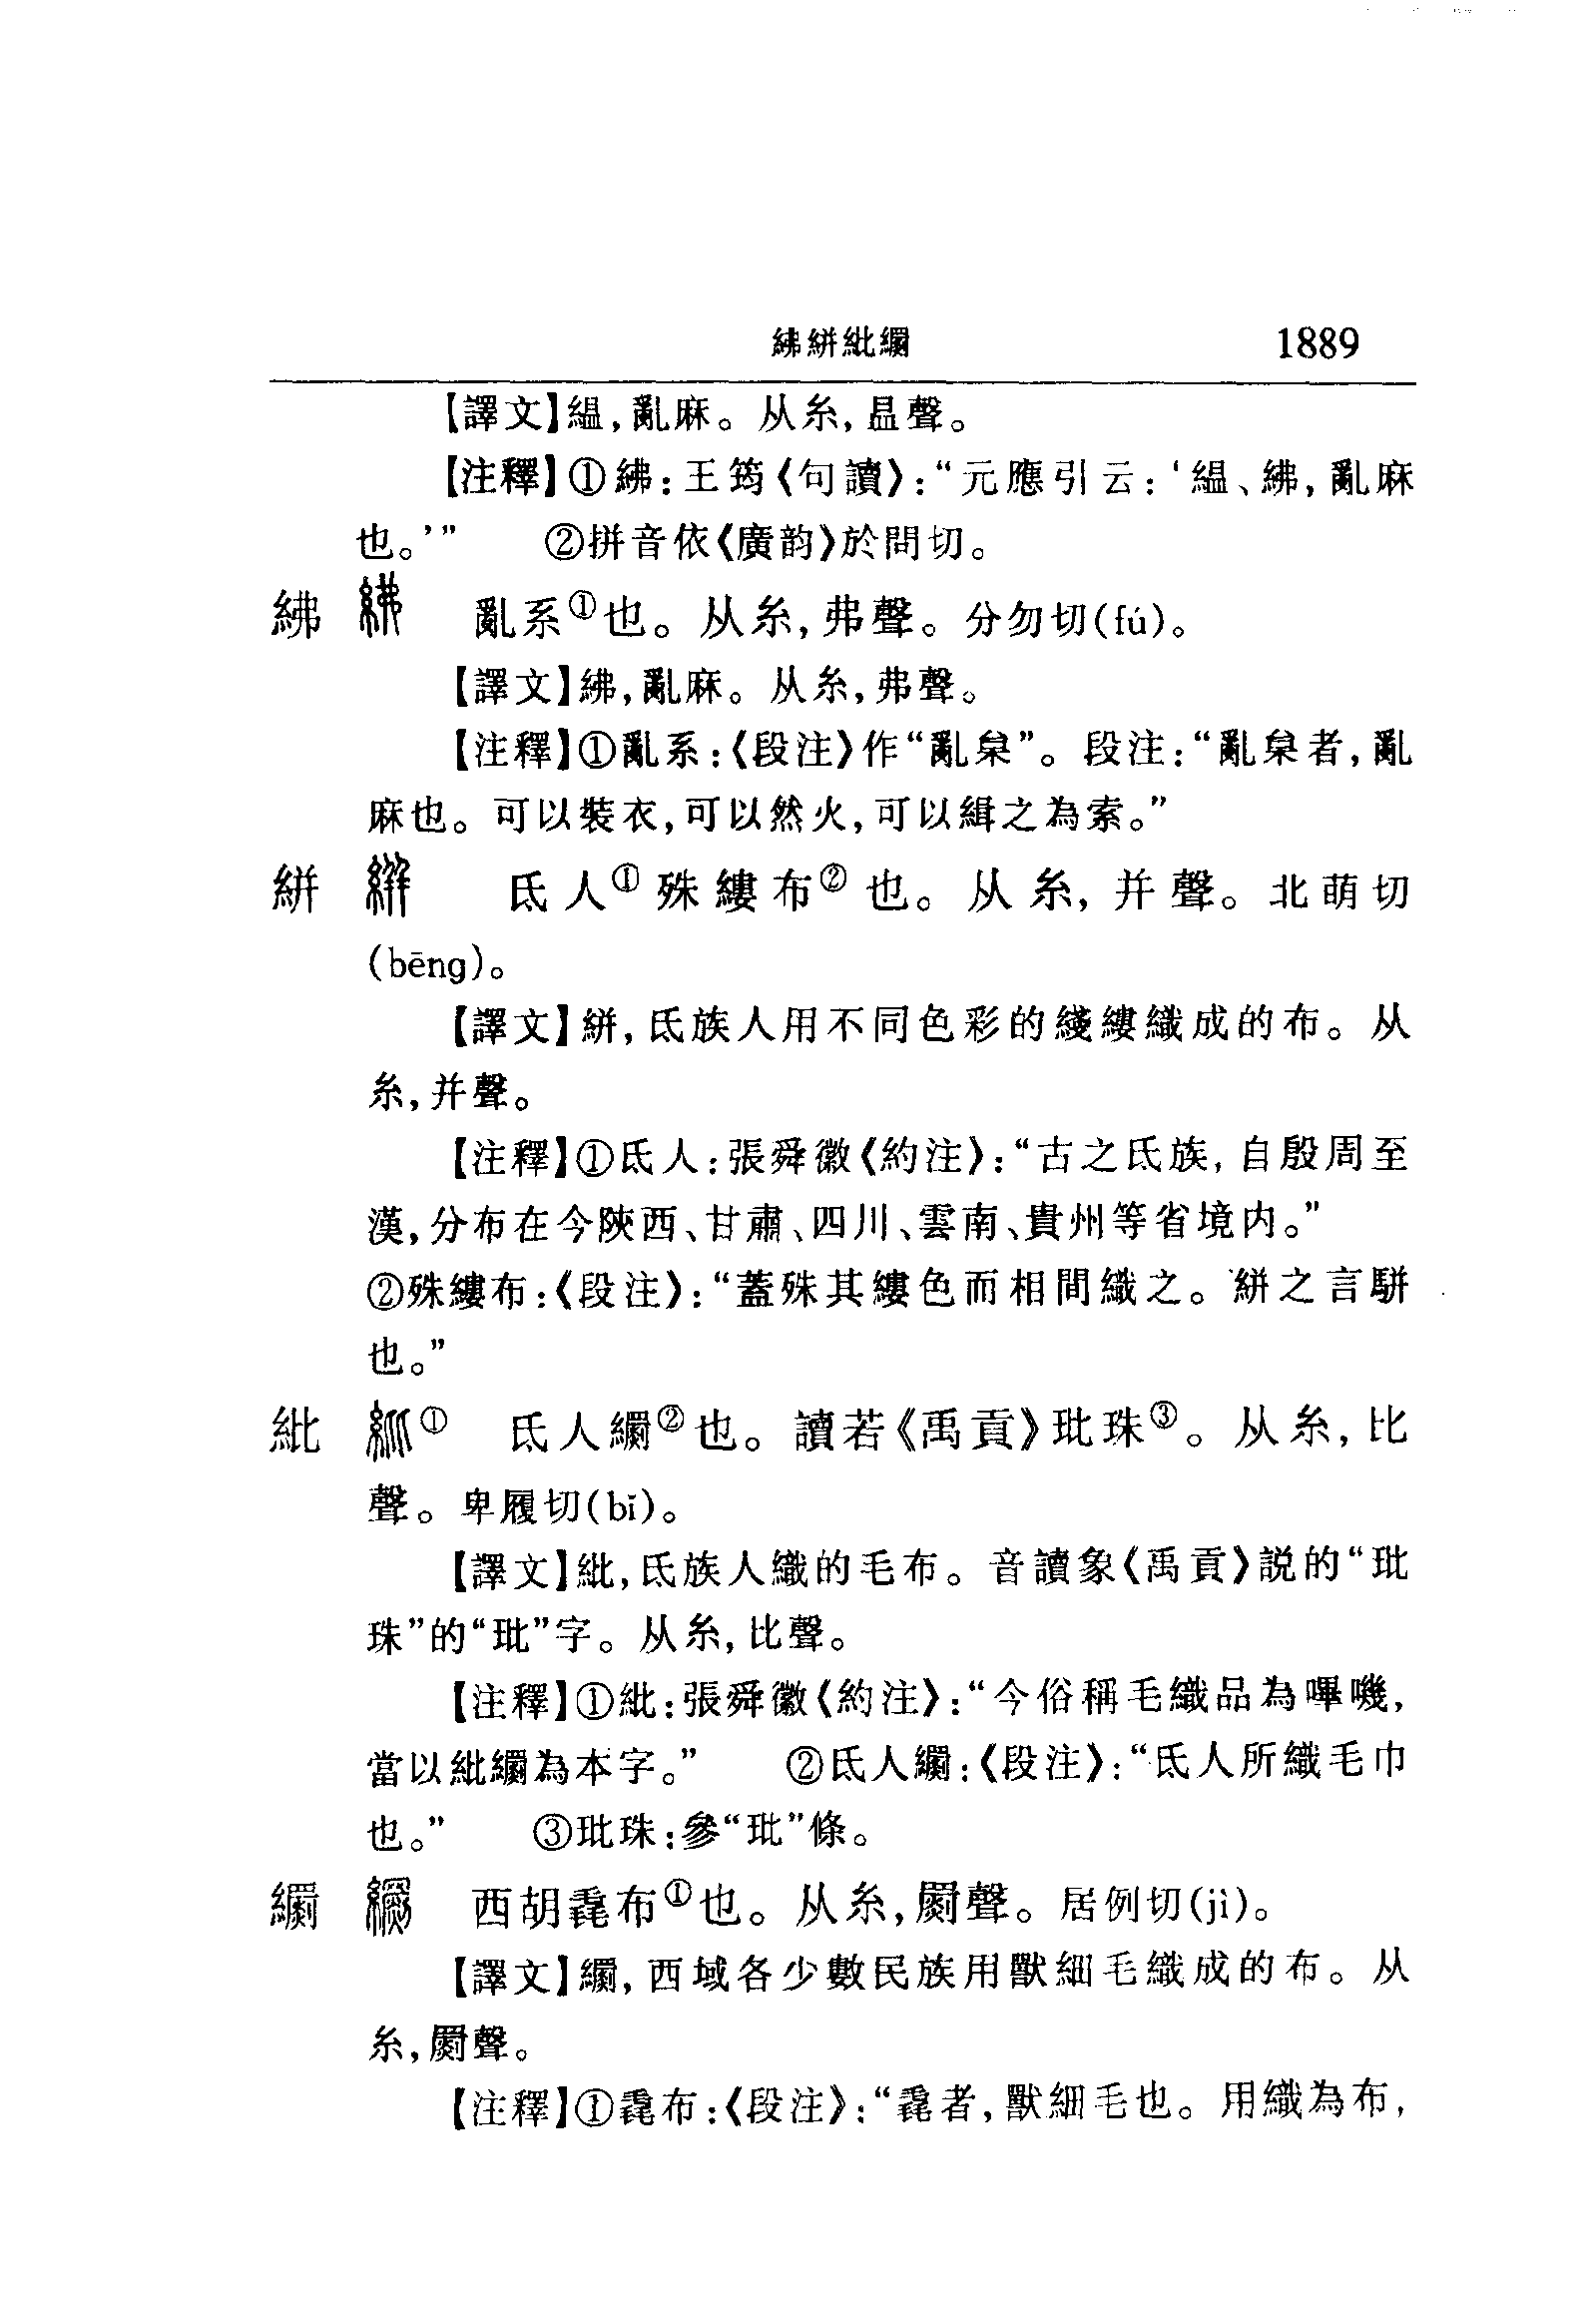 紼絣紕繝 1889
【譯文】緼,亂麻。从糸,昷聲。
【注釋】①紼:王筠《句讀》:“元應引云:‘緼、紼,亂麻
也。’” ②拼音依《廣韵》於問切。
紼 亂系①也。从糸,弗聲。分勿切(fú)。
【譯文】紼,亂麻。从糸,弗聲。
【注釋】①亂系:《段注》作“亂枲”。段注:“亂枲者,亂
麻也。可以裝衣,可以然火,可以緝之為索。”
絣 氐人①殊縷布②也。从糸,并聲。北萌切
(bēng)。
【譯文】絣,氐族人用不同色彩的綫縷織成的布。从
糸,并聲。
【注釋】①氐人:張舜徽《約注》:“古之氐族,自殷周至
漢,分布在今陝西、甘肅、四川、雲南、貴州等省境内。”
②殊縷布:《段注》:“蓋殊其縷色而相間織之。絣之言駢
也。”
紕 ① 氐人繝②也。讀若《禹貢》玭珠③。从糸,比
聲。卑履切(bǐ)。
【譯文】紕,氐族人織的毛布。音讀象《禹貢》説的“玭
珠”的“玭”字。从糸,比聲。
【注釋】①紕:張舜徽《約注》:“今俗稱毛織品為嗶嘰,
當以紕繝為本字。” ②氐人繝:《段注》:“氐人所織毛巾
也。” ③玭珠:參“玭”條。
繝 西胡毳布①也。从糸,罽聲。居例切(jì)。
【譯文】繝,西域各少數民族用獸細毛織成的布。从
糸,罽聲。
【注釋】①毳布:《段注》:“毳者,獸細毛也。用織為布,